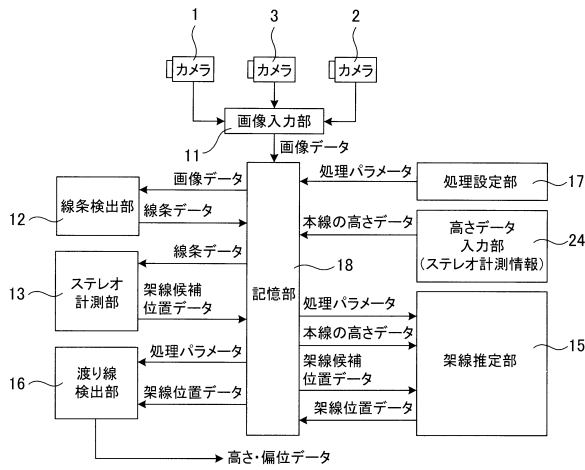 1
3
2
カメラ
カメラ
カメラ
画像入力部
11
画像データ
画像データ
処理パラメータ
線条検出部
処理設定部
12
線条データ
17
本線の高さデータ
高さデータ
入力部
(ステレオ計測情報)
24
線条データ
18
ステレオ
計測部
13
架線候補
位置データ
記憶部
処理パラメータ
本線の高さデータ
架線推定部
15
処理パラメータ
架線候補
位置データ
渡り線
検出部
16
架線位置データ
架線位置データ
高さ・偏位データ